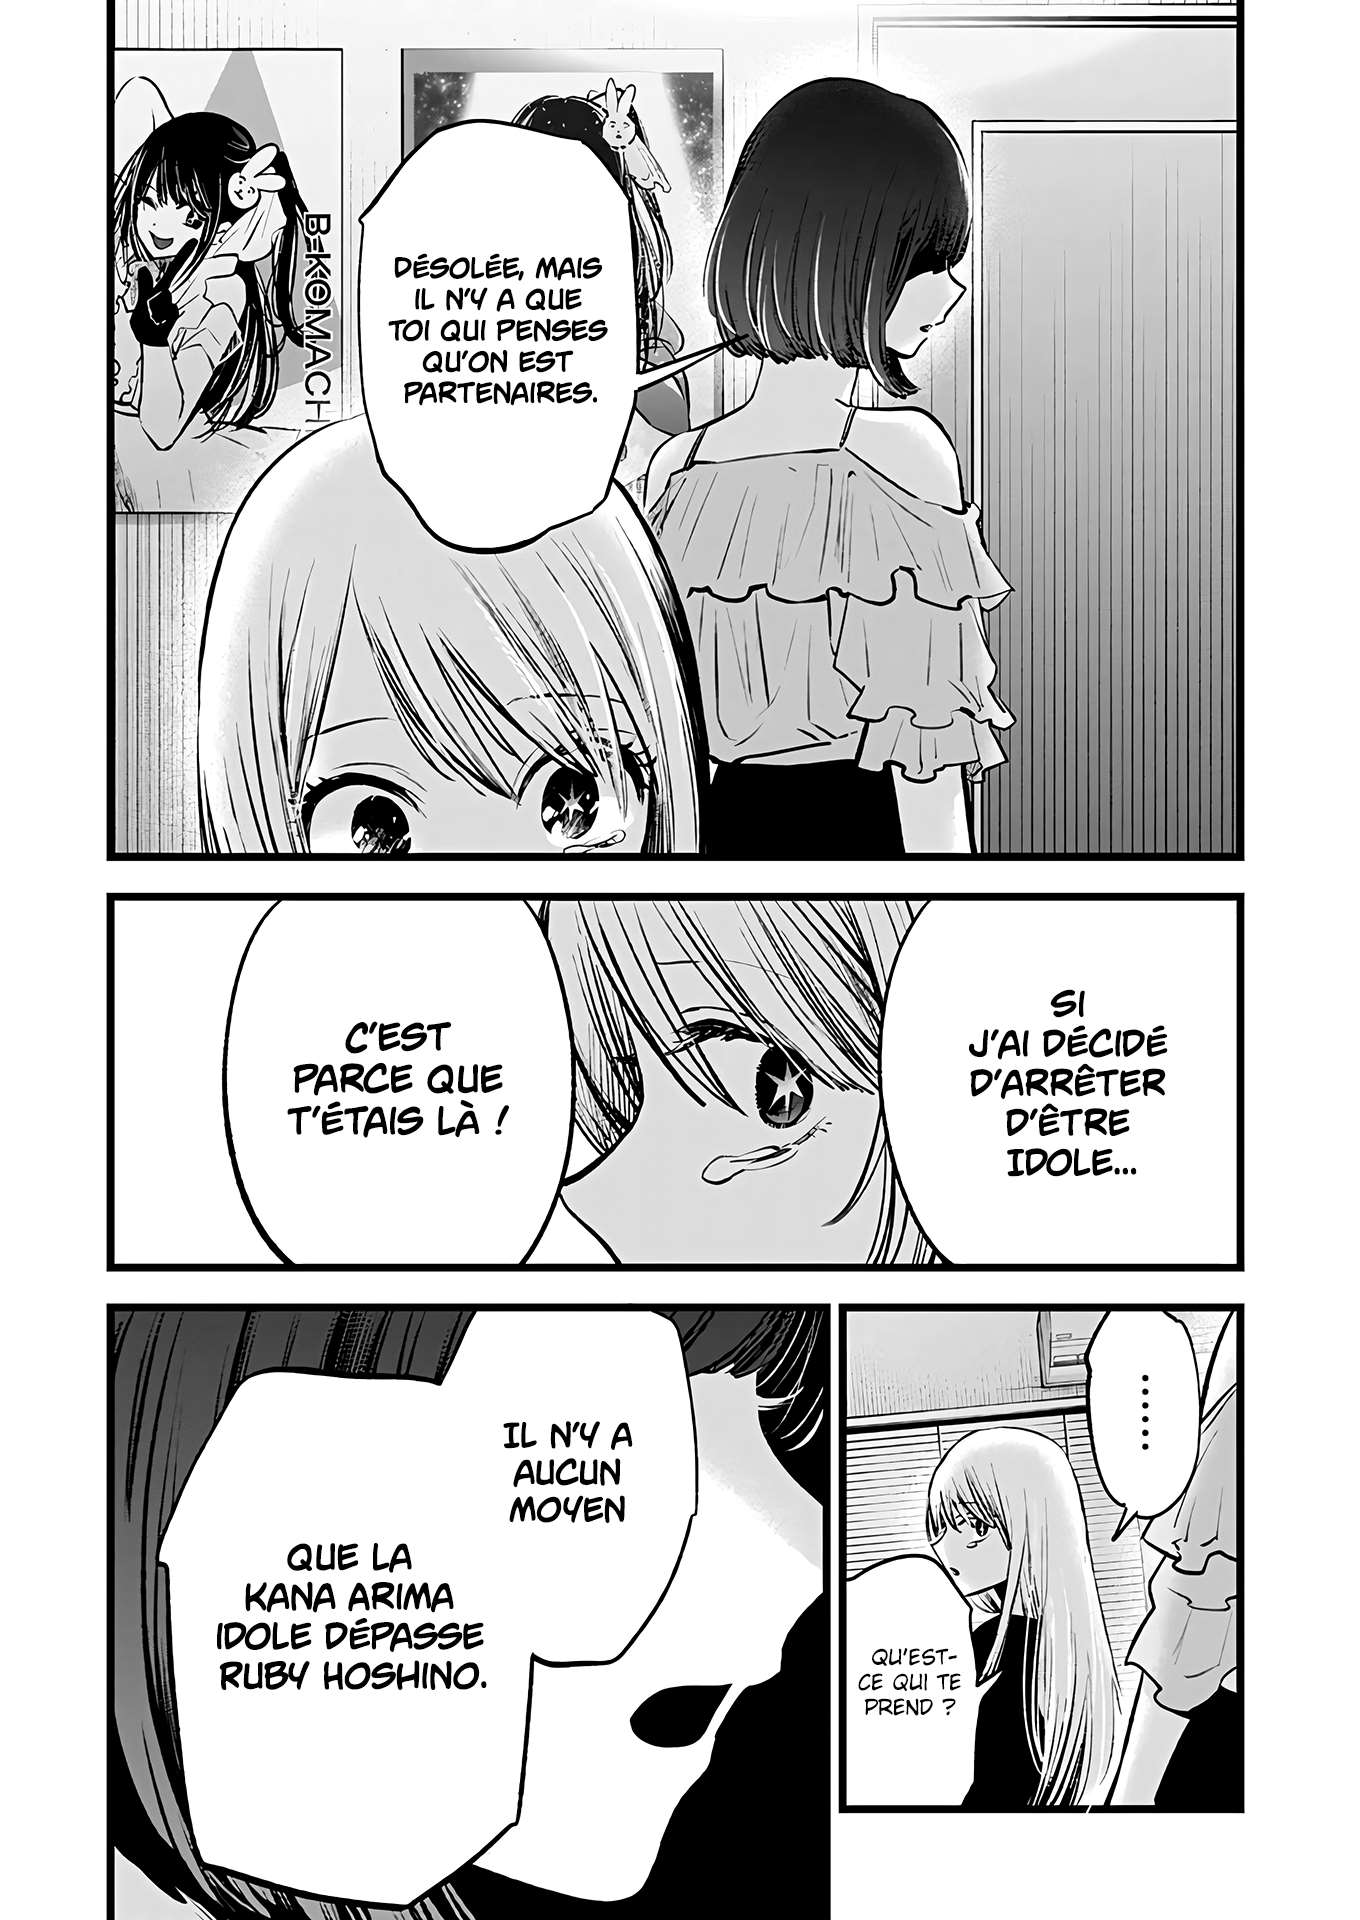 B-KOMACH
DÉSOLÉE, MAIS
IL N'Y A QUE
TOI QUI PENSES
QU'ON EST
PARTENAIRES.
SI
J'AI DÉCIDÉ
D'ARRÊTER
D'ÊTRE
IDOLE...
C'EST
PARCE QUE
T'ÉTAIS LÀ !
......
QU'EST-
CE QUI TE
PREND ?
IL N'Y A
AUCUN
MOYEN
QUE LA
KANA ARIMA
IDOLE DÉPASSE
RUBY HOSHINO.